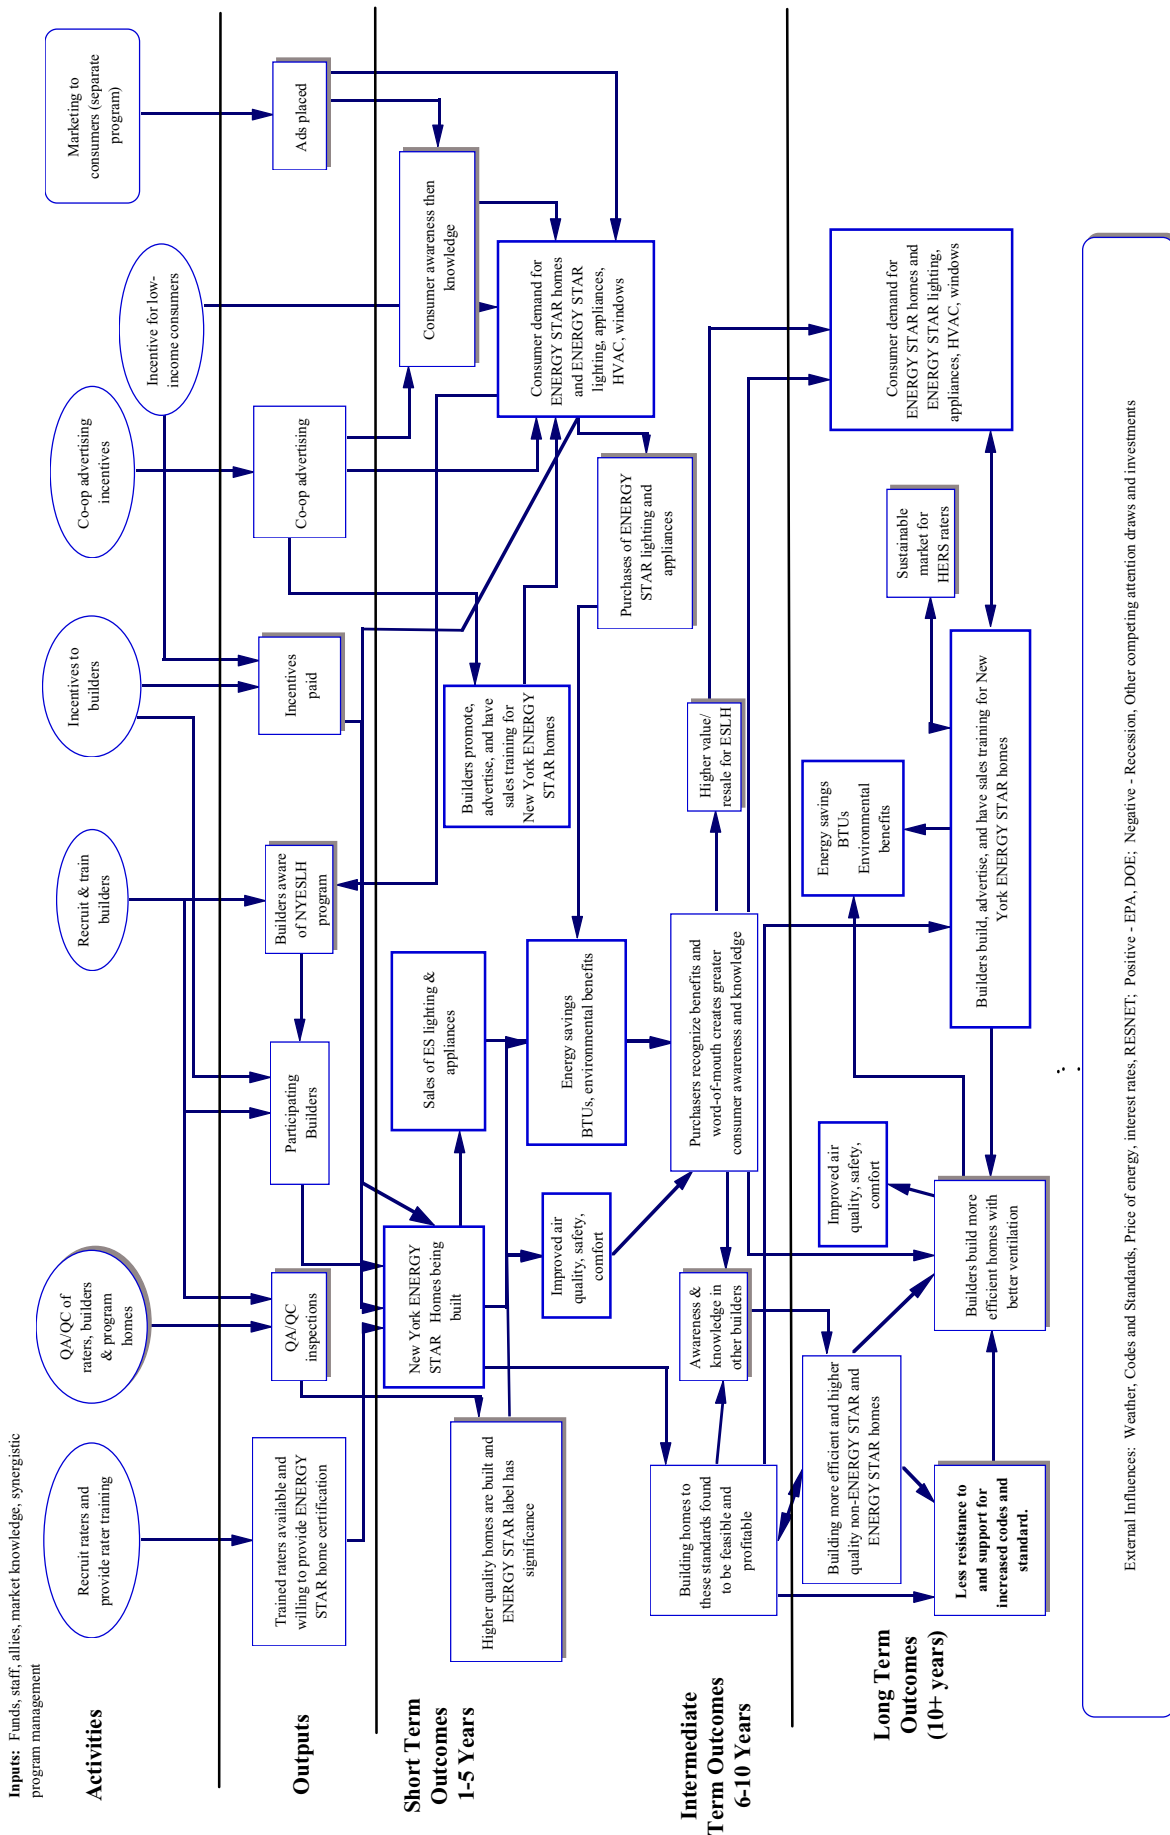 Inputs: Funds, staff, allies, market knowledge, synergistic
program management
Activities
Recruit raters and
provide rater training
QA/QC of
raters, builders
& program
homes
Recruit & train
builders
Incentives to
builders
Co-op advertising
incentives
Incentive for low-
income consumers
Marketing to
consumers (separate
program)
Outputs
Trained raters available and
willing to provide ENERGY
STAR home certification
QA/QC
inspections
Participating
Builders
Builders aware
of NYESLH
program
Incentives
paid
Co-op advertising
Ads placed
Short Term
Outcomes
1-5 Years
New York ENERGY
STAR Homes being
built
Higher quality homes are built and
ENERGY STAR label has
significance
Sales of ES lighting &
appliances
Builders promote,
advertise, and have
sales training for
New York ENERGY
STAR homes
Consumer awareness then
knowledge
Consumer demand for
ENERGY STAR homes
and ENERGY STAR
lighting, appliances,
HVAC, windows
Improved air
quality, safety,
comfort
Energy savings
BTUs, environmental benefits
Purchases of ENERGY
STAR lighting and
appliances
Intermediate
Term Outcomes
6-10 Years
Building homes to
these standards found
to be feasible and
profitable
Awareness &
knowledge in
other builders
Purchasers recognize benefits and
word-of-mouth creates greater
consumer awareness and knowledge
Higher value/
resale for ESLH
Long Term
Outcomes
(10+ years)
Building more efficient and higher
quality non-ENERGY STAR and
ENERGY STAR homes
Improved air
quality, safety,
comfort
Energy savings
BTUs
Environmental
benefits
Sustainable
market for
HERS raters
Consumer demand for
ENERGY STAR homes and
ENERGY STAR lighting,
appliances, HVAC, windows
Less resistance to
and support for
increased codes and
standard.
Builders build more
efficient homes with
better ventilation
Builders build, advertise, and have sales training for New
York ENERGY STAR homes
External Influences: Weather, Codes and Standards, Price of energy, interest rates, RESNET; Positive - EPA, DOE; Negative - Recession, Other competing attention draws and investments